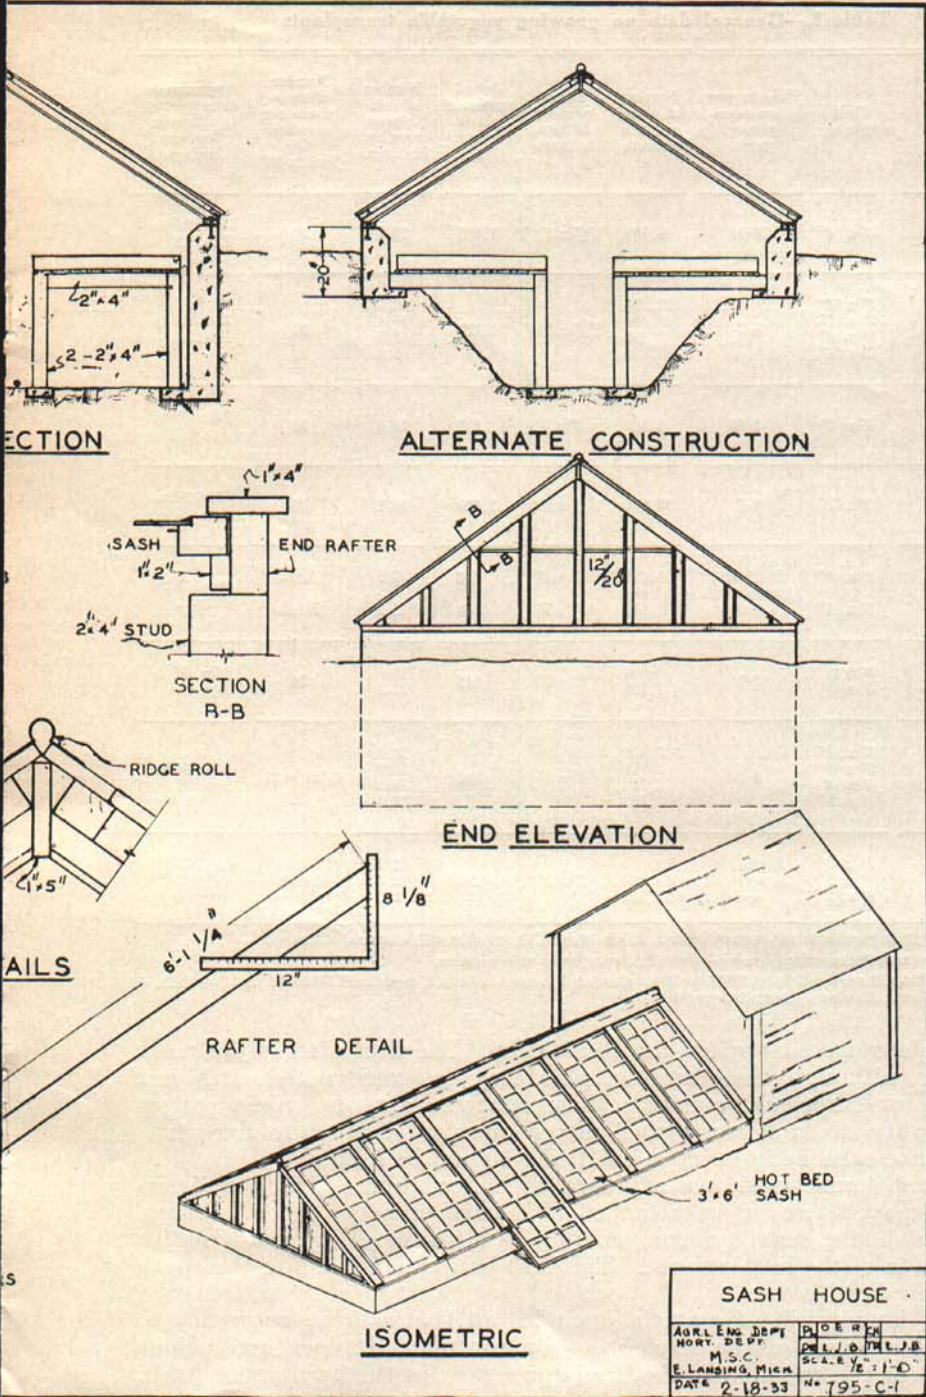 2"x4"
2-2"x4"
ECTION
20"
ALTERNATE CONSTRUCTION
1"x4"
SASH
END RAFTER
1"x2"
2"x4" STUD
SECTION
B-B
B
B
12"/20"
END ELEVATION
RIDGE ROLL
1"x5"
AILS
6'-1 1/4"
8 1/8"
12"
RAFTER DETAIL
3'x6' HOT BED
SASH
S
ISOMETRIC
SASH HOUSE
AGRL. ENG. DEPT
HORT. DEPT.
M.S.C.
E. LANSING, MICH
DATE 2-18-33
O E R
L.J.B. TR L.J.B
SCALE 1/2" : 1'-0"
No 795-C-1